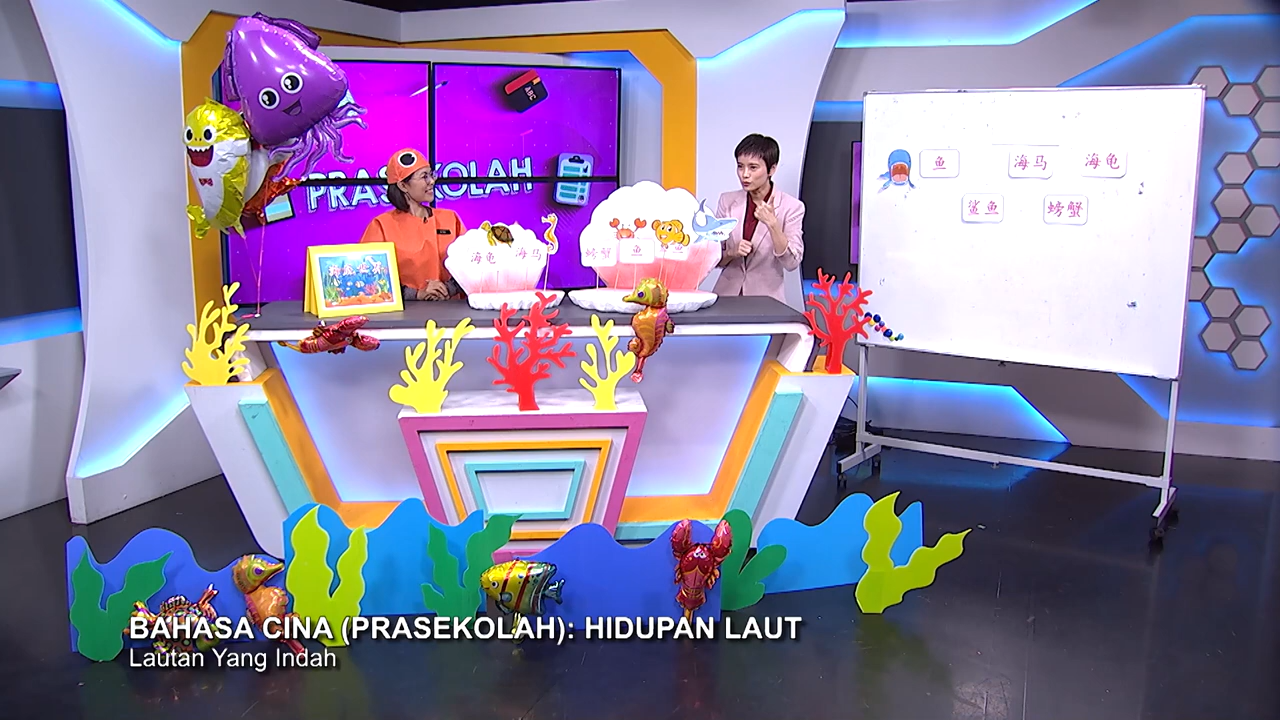 ABC
PRASEKOLAH
鱼
海马
海龟
鲨鱼
螃蟹
海龟
海马
螃蟹
鱼
BAHASA CINA (PRASEKOLAH): HIDUPAN LAUT
Lautan Yang Indah